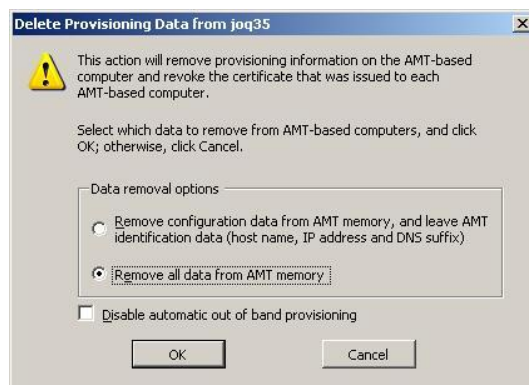 Delete Provisioning Data from joq35
This action will remove provisioning information on the AMT-based
computer and revoke the certificate that was issued to each
AMT-based computer.
Select which data to remove from AMT-based computers, and click
OK; otherwise, click Cancel.
Data removal options
Remove configuration data from AMT memory, and leave AMT
identification data (host name, IP address and DNS suffix)
Remove all data from AMT memory
Disable automatic out of band provisioning
OK
Cancel